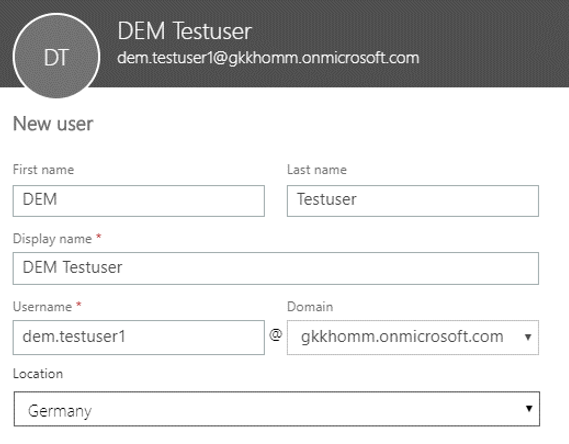 DT
DEM Testuser
dem.testuser1@gkkhomm.onmicrosoft.com
New user
First name Last name
DEM Testuser
Display name *
DEM Testuser
Username * Domain
dem.testuser1 @ gkkhomm.onmicrosoft.com
Location
Germany